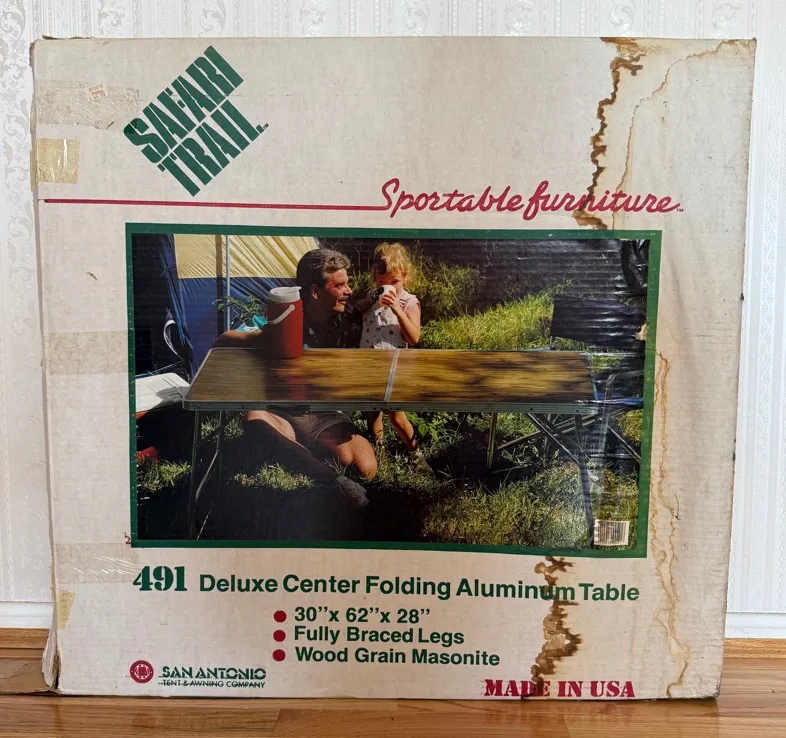 SAFARI
TRAIL
Sportable furniture.™
491 Deluxe Center Folding Aluminum Table
30"x 62"x 28"
Fully Braced Legs
Wood Grain Masonite
SAN ANTONIO
TENT & AWNING COMPANY
MADE IN USA